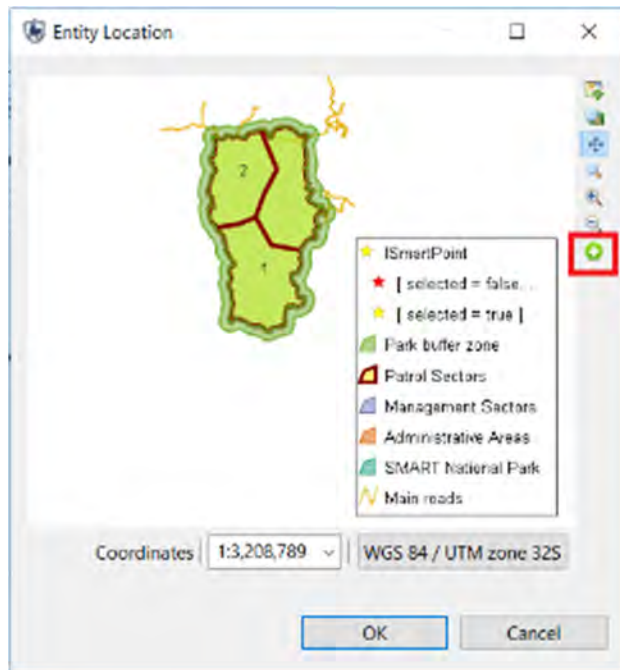 Entity Location
2
1
ISmartPoint
[ selected = false...
[ selected = true ]
Park buffer zone
Patrol Sectors
Management Sectors
Administrative Areas
SMART National Park
Main roads
Coordinates 1:3,208,789 WGS 84 / UTM zone 32S
OK Cancel